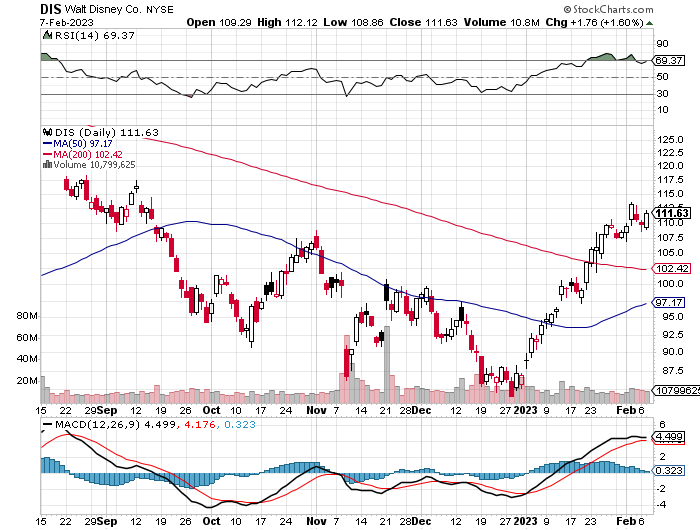 DIS Walt Disney Co. NYSE © StockCharts.com
7-Feb-2023 Open 109.29 High 112.12 Low 108.86 Close 111.63 Volume 10.8M Chg +1.76 (+1.60%)
RSI(14) 69.37
90
69.37
50
30
10
DIS (Daily) 111.63
MA(50) 97.17
MA(200) 102.42
Volume 10,799,625
125.0
122.5
120.0
117.5
115.0
111.63
110.0
107.5
105.0
102.42
100.0
97.17
95.0
92.5
90.0
87.5
80M
60M
40M
20M
10799625
15 22 29 Sep 12 19 26 Oct 10 17 24 Nov 7 14 21 28 Dec 12 19 27 2023 9 17 23 Feb 6
MACD(12,26,9) 4.499, 4.176, 0.323
6
4.499
2
0.323
-2
-4
15 22 29 Sep 12 19 26 Oct 10 17 24 Nov 7 14 21 28 Dec 12 19 27 2023 9 17 23 Feb 6